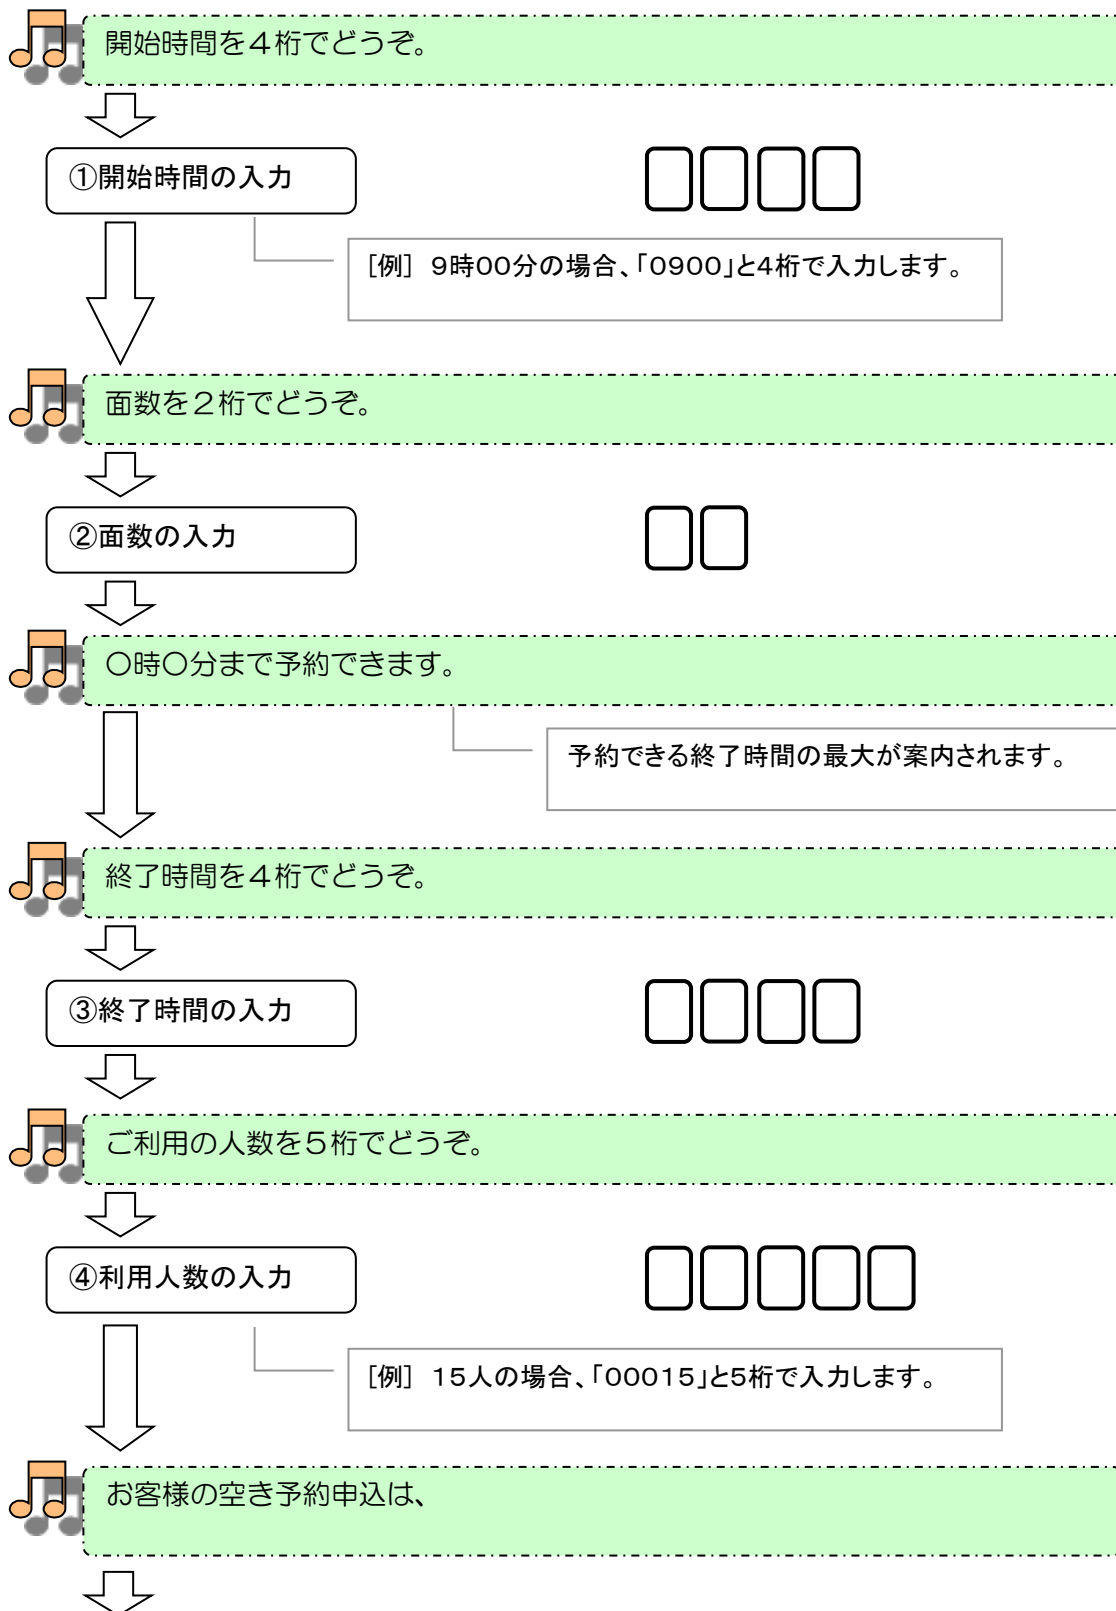 開始時間を４桁でどうぞ。
①開始時間の入力
［例］ 9時00分の場合、「0900」と4桁で入力します。
面数を２桁でどうぞ。
②面数の入力
〇時〇分まで予約できます。
予約できる終了時間の最大が案内されます。
終了時間を４桁でどうぞ。
③終了時間の入力
ご利用の人数を５桁でどうぞ。
④利用人数の入力
［例］ 15人の場合、「00015」と5桁で入力します。
お客様の空き予約申込は、